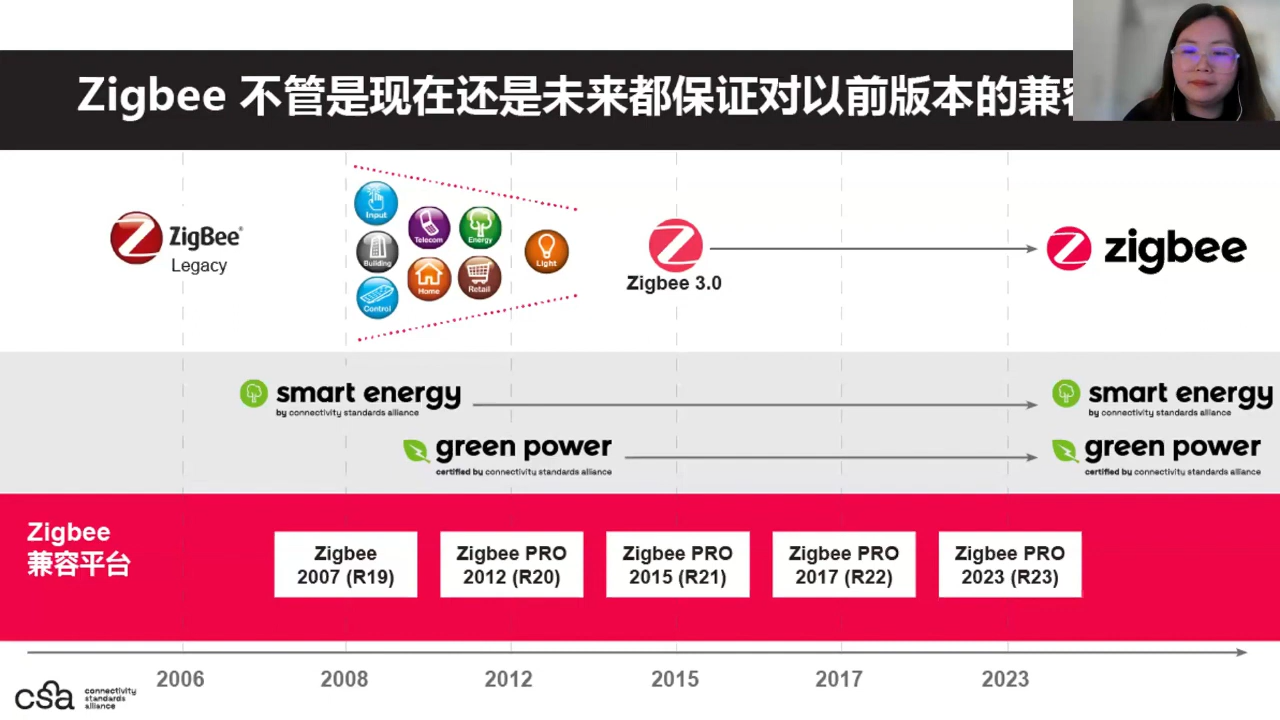 Zigbee 不管是现在还是未来都保证对以前版本的兼
ZigBee®
Legacy
Input
Telecom
Energy
Building
Light
Home
Retail
Control
Zigbee 3.0
zigbee
smart energy
by connectivity standards alliance
smart energy
by connectivity standards alliance
green power
certified by connectivity standards alliance
green power
certified by connectivity standards alliance
Zigbee
兼容平台
Zigbee
2007 (R19)
Zigbee PRO
2012 (R20)
Zigbee PRO
2015 (R21)
Zigbee PRO
2017 (R22)
Zigbee PRO
2023 (R23)
2006
2008
2012
2015
2017
2023
csa
connectivity
standards
alliance